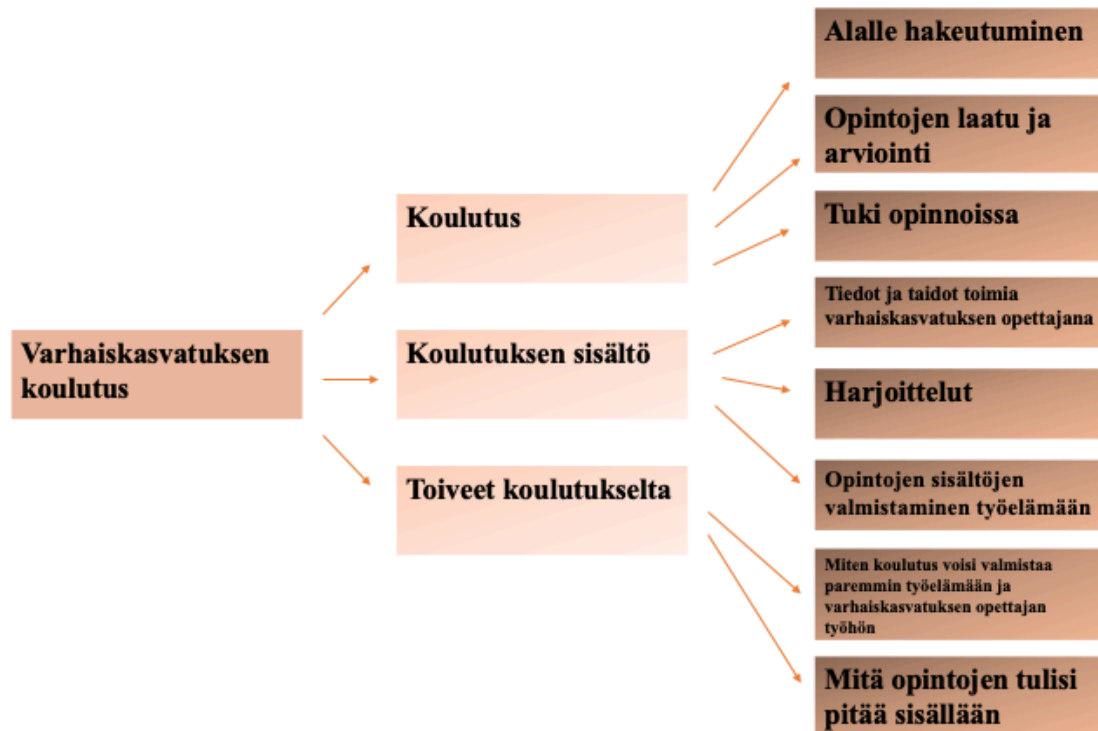 Varhaiskasvatuksen
koulutus
Koulutus
Koulutuksen sisältö
Toiveet koulutukselta
Alalle hakeutuminen
Opintojen laatu ja
arviointi
Tuki opinnoissa
Tiedot ja taidot toimia
varhaiskasvatuksen opettajana
Harjoittelut
Opintojen sisältöjen
valmistaminen työelämään
Miten koulutus voisi valmistaa
paremmin työelämään ja
varhaiskasvatuksen opettajan
työhön
Mitä opintojen tulisi
pitää sisällään